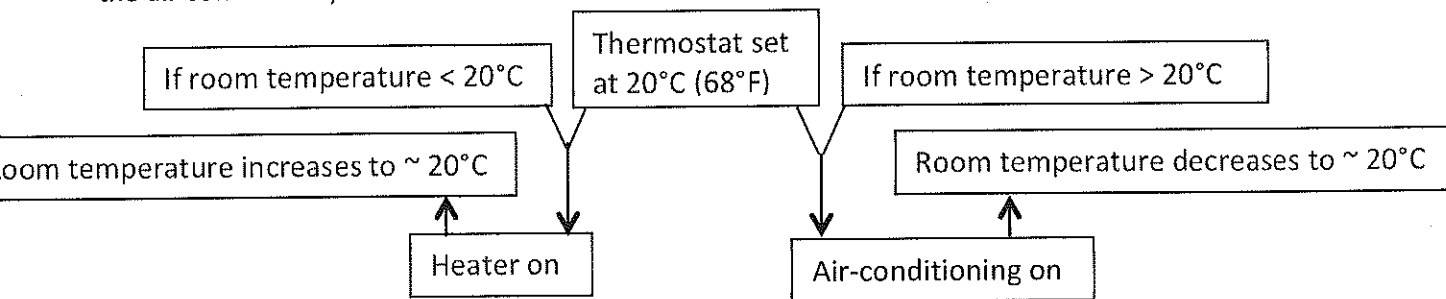 Thermostat set
at 20°C (68°F)
If room temperature < 20°C
If room temperature > 20°C
temperature increases to ~ 20°C
Room temperature decreases to ~ 20°C
Heater on
Air-conditioning on